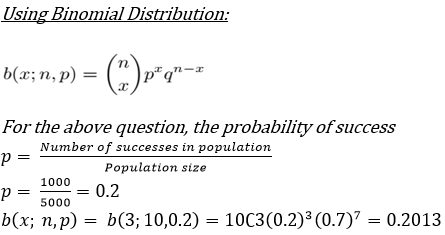 Using Binomial Distribution:
b(x; n, p) = (n x) pˣqⁿ⁻ˣ
For the above question, the probability of success
p = Number of successes in population / Population size
p = 1000 / 5000 = 0.2
b(x; n, p) = b(3; 10,0.2) = 10C3(0.2)³(0.7)⁷ = 0.2013